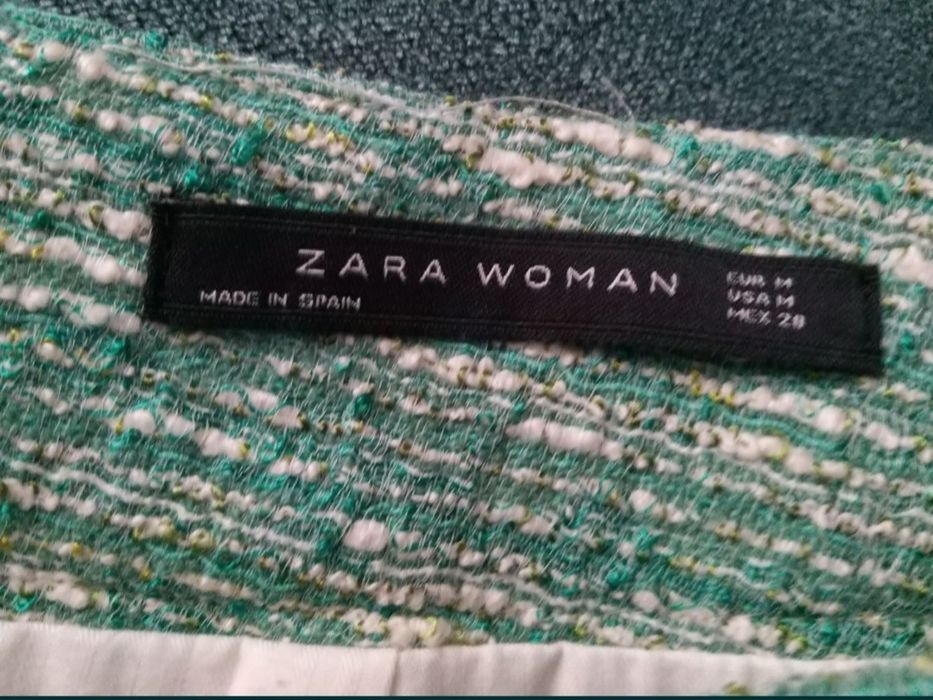 ZARA WOMAN
MADE IN SPAIN
EUR M
USA M
MEX 28